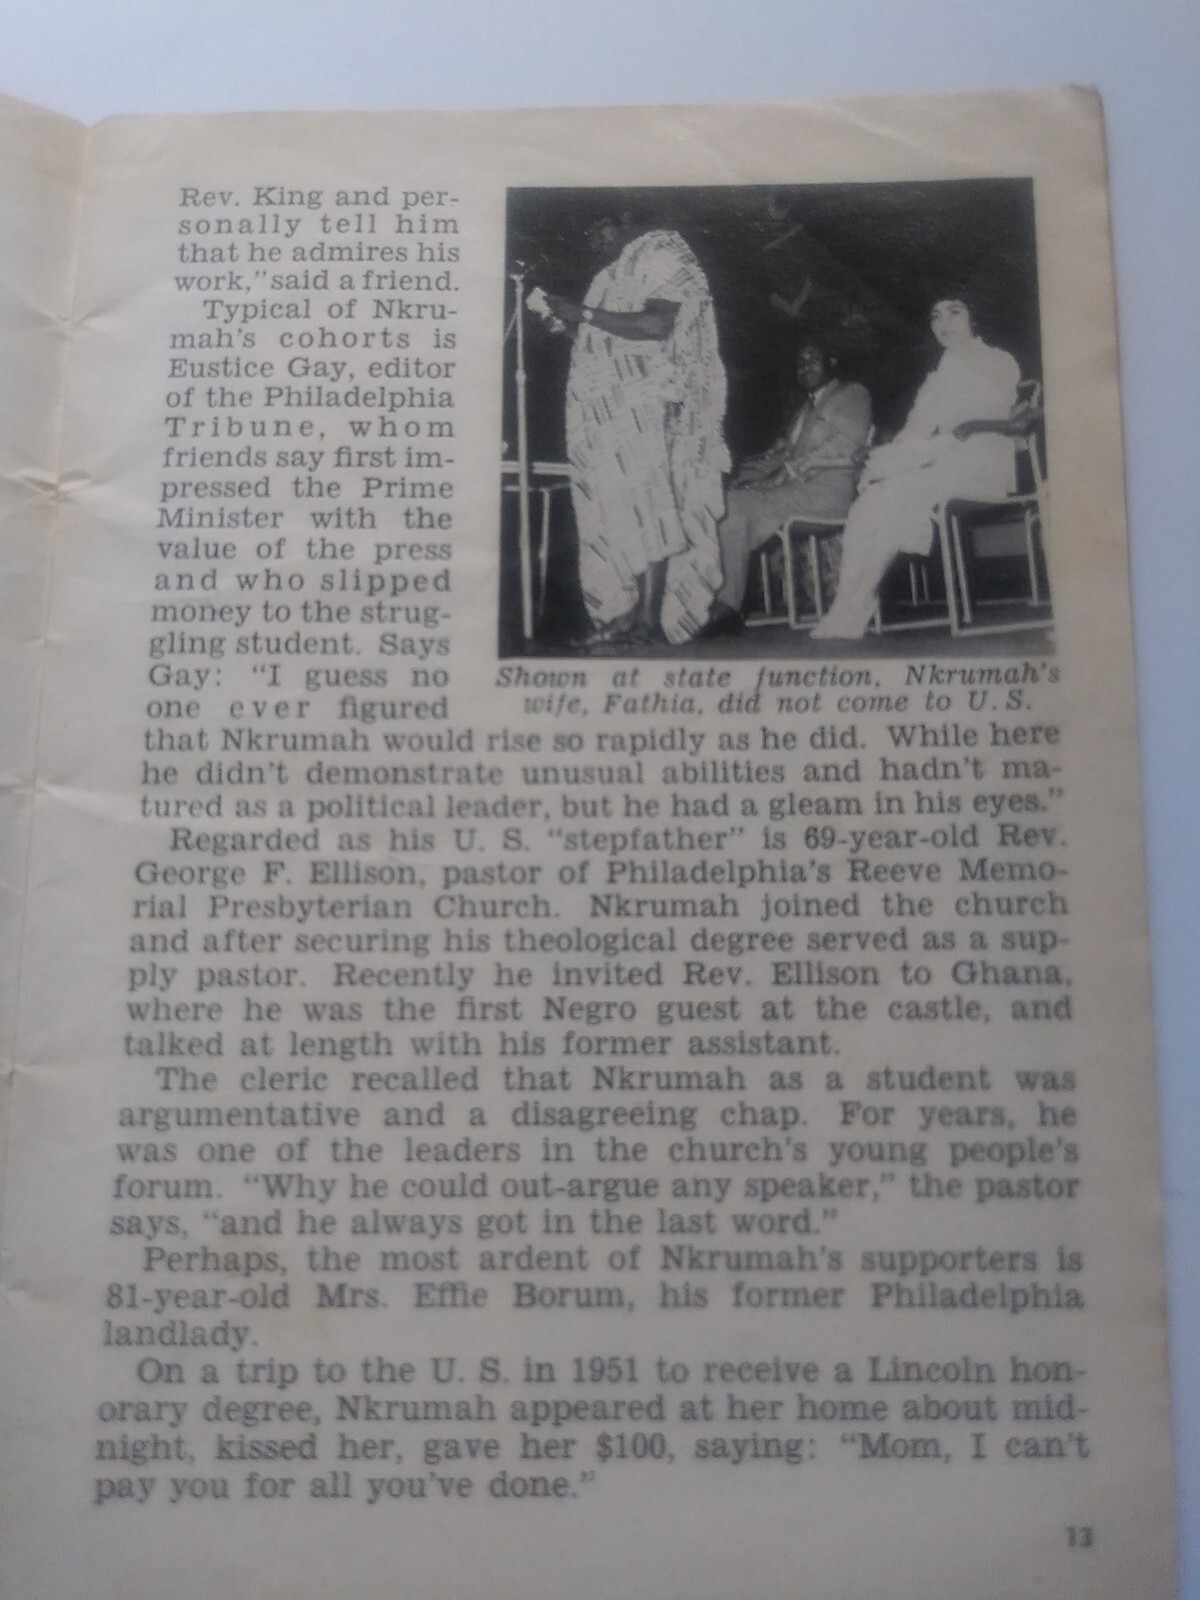 Rev. King and per-
sonally tell him
that he admires his
work," said a friend.
Typical of Nkru-
mah's cohorts is
Eustice Gay, editor
of the Philadelphia
Tribune, whom
friends say first im-
pressed the Prime
Minister with the
value of the press
and who slipped
money to the strug-
gling student. Says
Gay: "I guess no
one ever figured
Shown at state function, Nkrumah's
wife, Fathia, did not come to U.S.
that Nkrumah would rise so rapidly as he did. While here
he didn't demonstrate unusual abilities and hadn't ma-
tured as a political leader, but he had a gleam in his eyes."
Regarded as his U. S. "stepfather" is 69-year-old Rev.
George F. Ellison, pastor of Philadelphia's Reeve Memo-
rial Presbyterian Church. Nkrumah joined the church
and after securing his theological degree served as a sup-
ply pastor. Recently he invited Rev. Ellison to Ghana,
where he was the first Negro guest at the castle, and
talked at length with his former assistant.
The cleric recalled that Nkrumah as a student was
argumentative and a disagreeing chap. For years, he
was one of the leaders in the church's young people's
forum. "Why he could out-argue any speaker," the pastor
says, "and he always got in the last word."
Perhaps, the most ardent of Nkrumah's supporters is
81-year-old Mrs. Effie Borum, his former Philadelphia
landlady.
On a trip to the U. S. in 1951 to receive a Lincoln hon-
orary degree, Nkrumah appeared at her home about mid-
night, kissed her, gave her $100, saying: "Mom, I can't
pay you for all you've done."
13